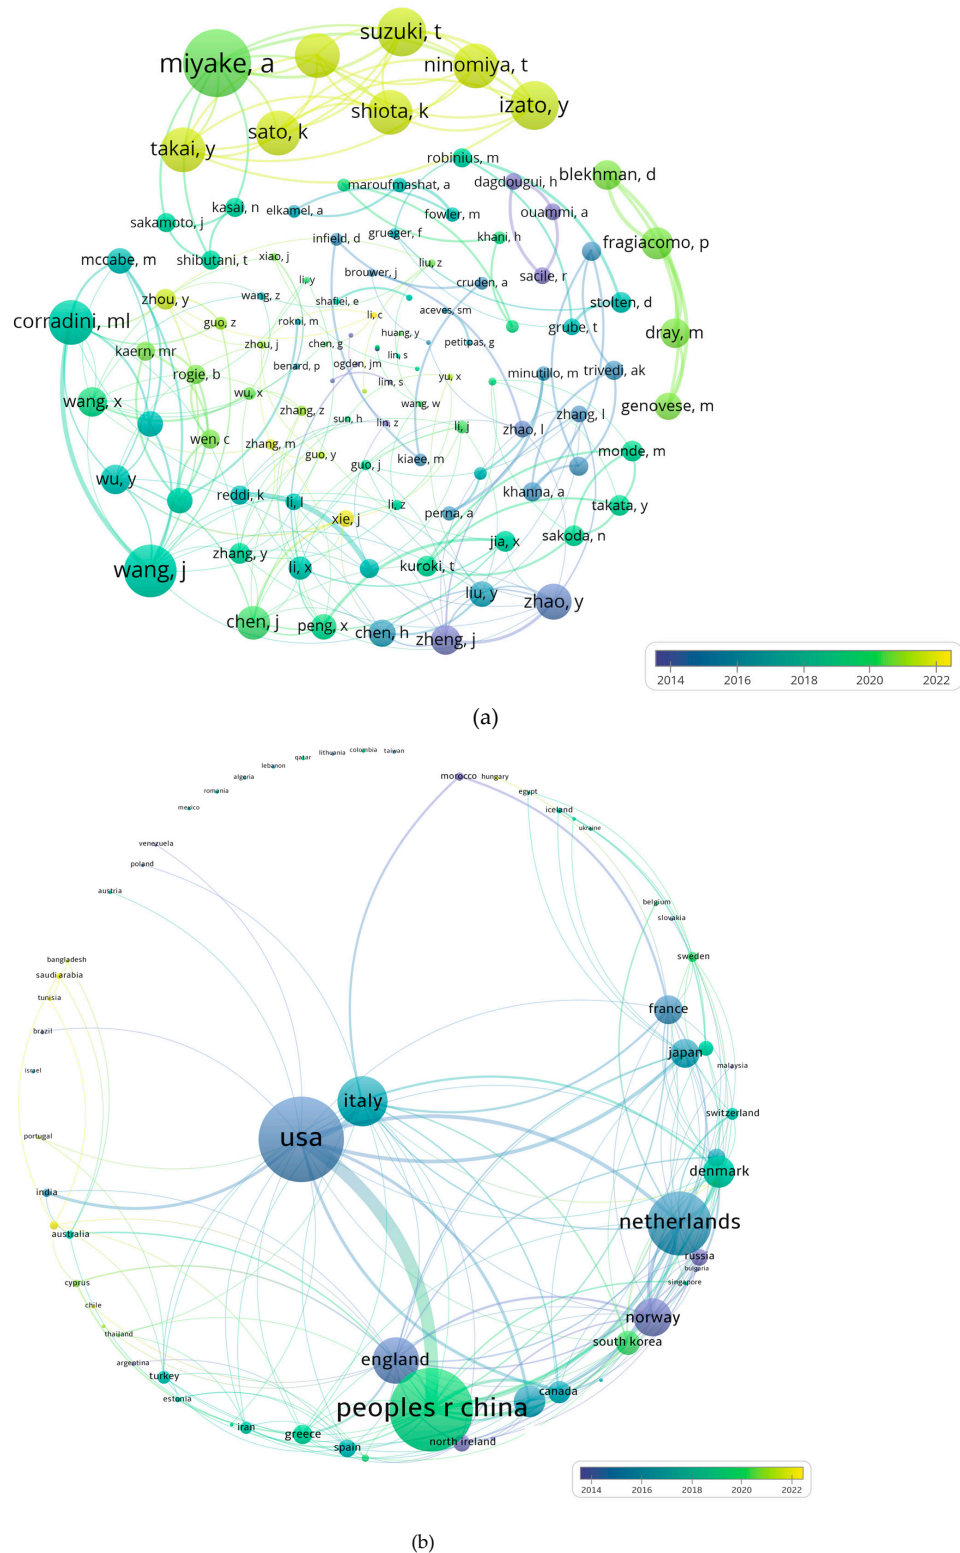 suzuki, t
miyake, a
ninomiya, t
izato, y
shiota, k
sato, k
takai, y
robinius, m
blekhman, d
maroufmashat, a
dagdougui, h
kasai, n
elkamel, a
fowler, m
ouammi, a
sakamoto, j
infield, d
grueger, f
khani, h
fragiacomo, p
mccabe, m
shibutani, t
xiao, j
liu, z
brouwer, j
sacile, r
li, y
cruden, a
zhou, y
wang, z
shafiei, e
stolten, d
corradini, ml
guo, z
rokni, m
li, c
aceves, sm
grube, t
dray, m
kaern, mr
zhou, j
chen, g
huang, y
petitpas, g
lin, s
rogie, b
benard, p
ogden, jm
minutillo, m
trivedi, ak
lim, s
yu, x
wang, x
wu, x
wang, w
genovese, m
zhang, z
sun, h
lin, z
zhao, l
zhang, l
li, j
wen, c
zhang, m
guo, y
guo, j
kiaee, m
monde, m
wu, y
reddi, k
li, l
li, z
khanna, a
takata, y
xie, j
perna, a
wang, j
zhang, y
li, x
kuroki, t
jia, x
sakoda, n
liu, y
zhao, y
chen, j
peng, x
chen, h
zheng, j
2014 2016 2018 2020 2022
(a)
lithuania
colombia
taiwan
qatar
lebanon
algeria
morocco
hungary
romania
egypt
mexico
iceland
ukraine
venezuela
poland
austria
belgium
slovakia
bangladesh
sweden
saudi arabia
tunisia
france
brazil
japan
israel
malaysia
italy
switzerland
usa
portugal
denmark
india
netherlands
australia
russia
bulgaria
singapore
cyprus
chile
norway
thailand
south korea
argentina
england
turkey
estonia
canada
peoples r china
iran
greece
spain
north ireland
2014 2016 2018 2020 2022
(b)